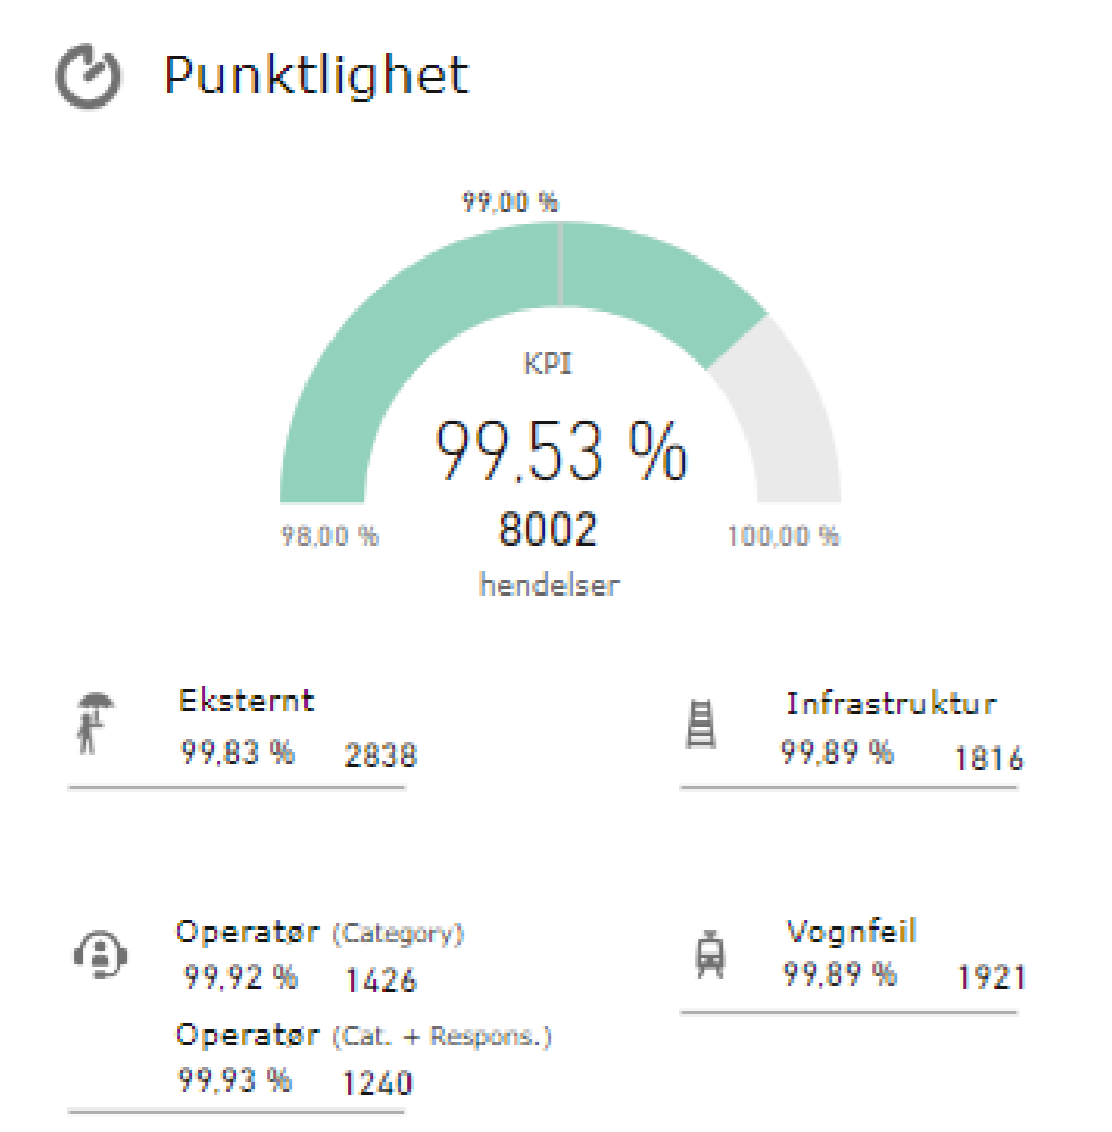 Punktlighet
99,00 %
KPI
99,53 %
98,00 %
8002
100,00 %
hendelser
Eksternt
99,83 % 2838
Infrastruktur
99,89 % 1816
Operatør (Category)
99,92 % 1426
Operatør (Cat. + Respons.)
99,93 % 1240
Vognfeil
99,89 % 1921